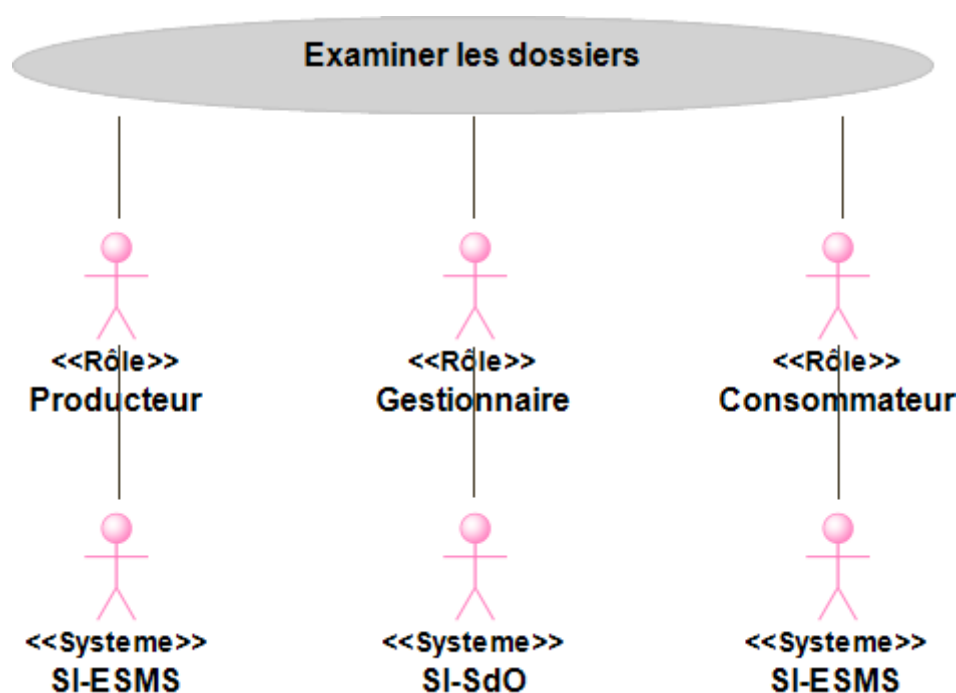 Examiner les dossiers
<<Rôle>> <<Rôle>> <<Rôle>>
Producteur Gestionnaire Consommateur
<<Systeme>> <<Systeme>> <<Systeme>>
SI-ESMS SI-SdO SI-ESMS